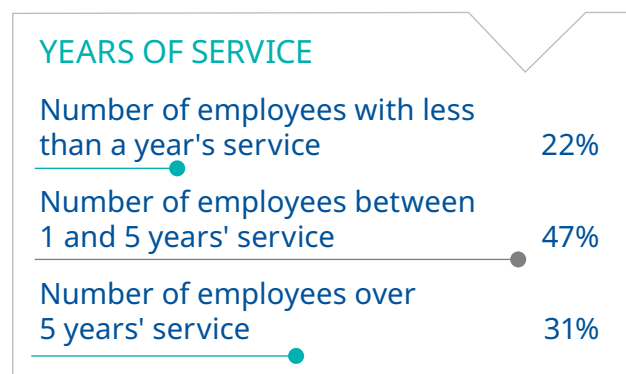 YEARS OF SERVICE
Number of employees with less
than a year's service 22%
Number of employees between
1 and 5 years' service 47%
Number of employees over
5 years' service 31%